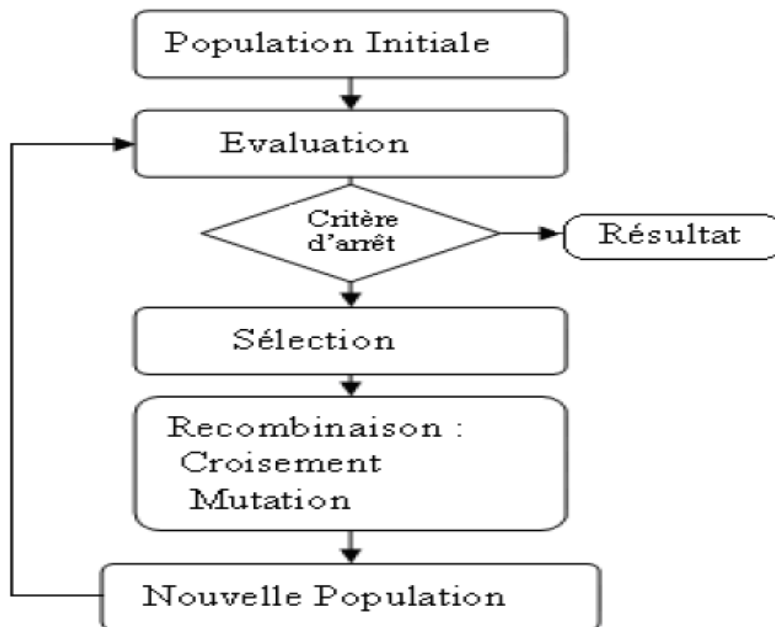 Population Initiale
Evaluation
Critère
d'arrêt
Résultat
Sélection
Recombinaison :
Croisement
Mutation
Nouvelle Population